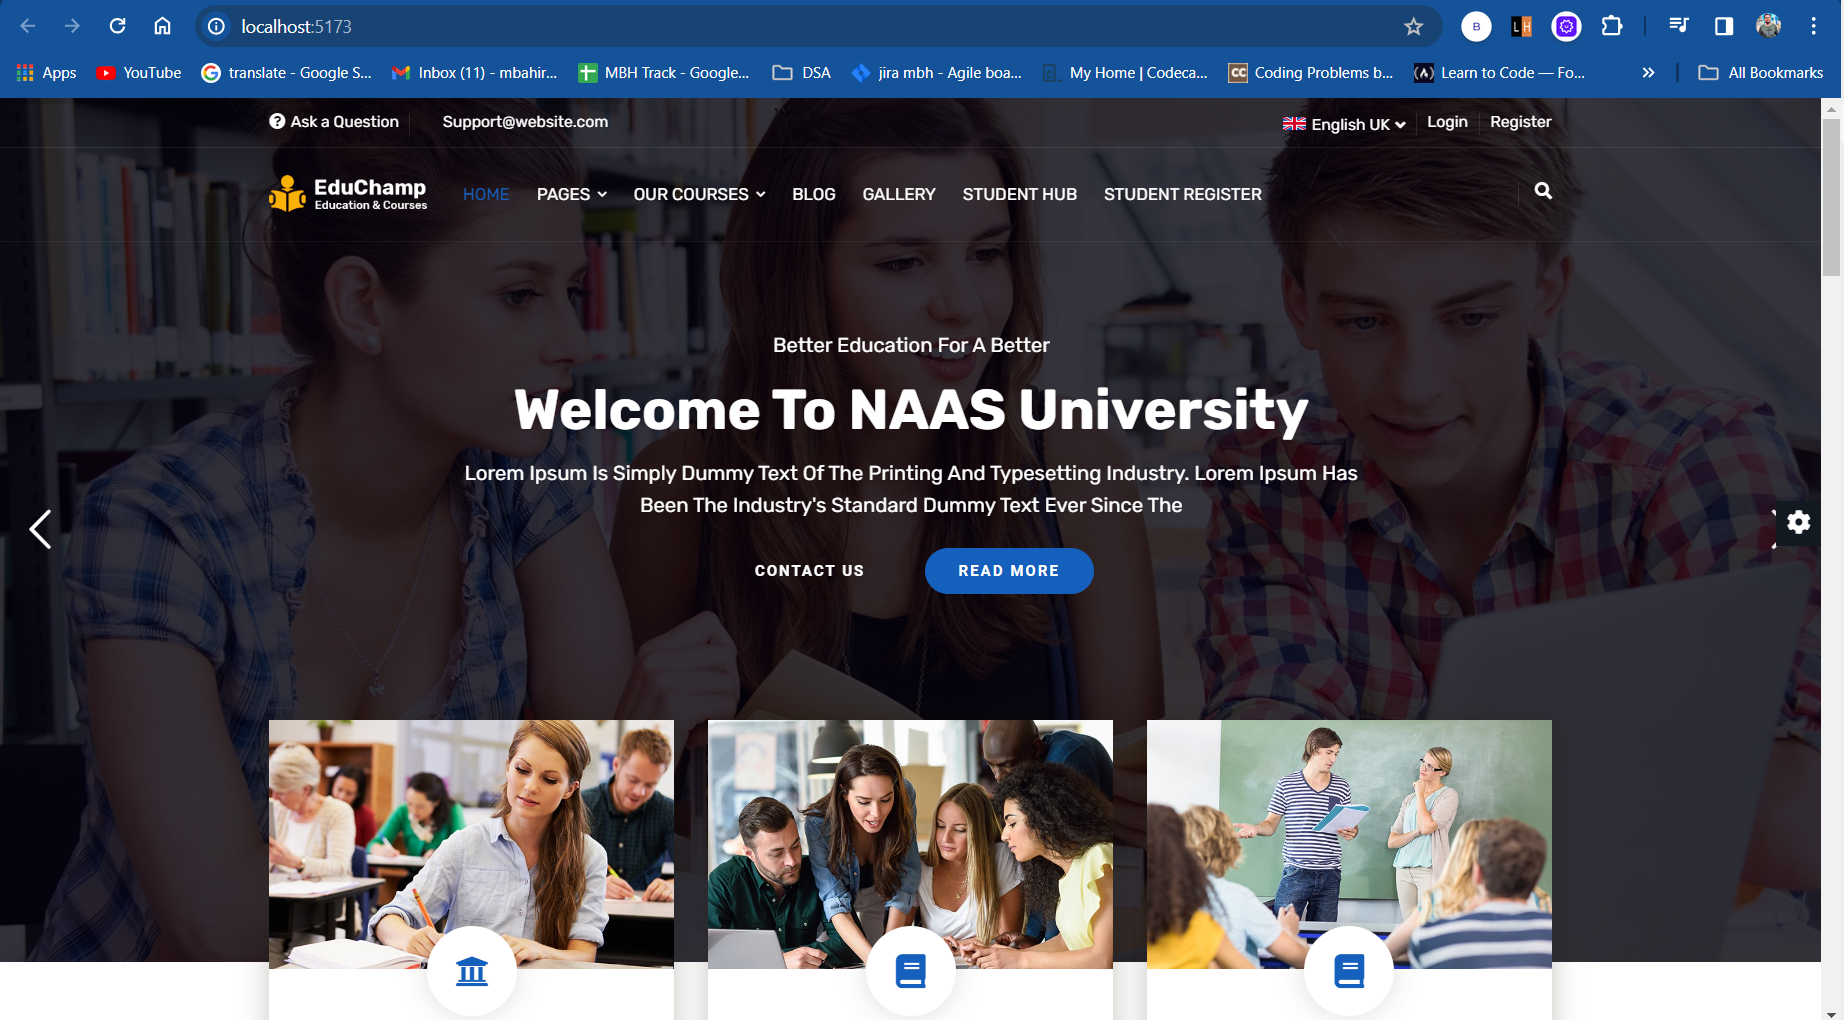 localhost:5173
B
L H
Apps YouTube translate - Google S... Inbox (11) - mbahir... MBH Track - Google... DSA jira mbh - Agile boa... My Home | Codeca... CC Coding Problems b... Learn to Code — Fo... All Bookmarks
Ask a Question Support@website.com English UK Login Register
EduChamp
Education & Courses
HOME PAGES OUR COURSES BLOG GALLERY STUDENT HUB STUDENT REGISTER
Better Education For A Better
Welcome To NAAS University
Lorem Ipsum Is Simply Dummy Text Of The Printing And Typesetting Industry. Lorem Ipsum Has
Been The Industry's Standard Dummy Text Ever Since The
CONTACT US READ MORE